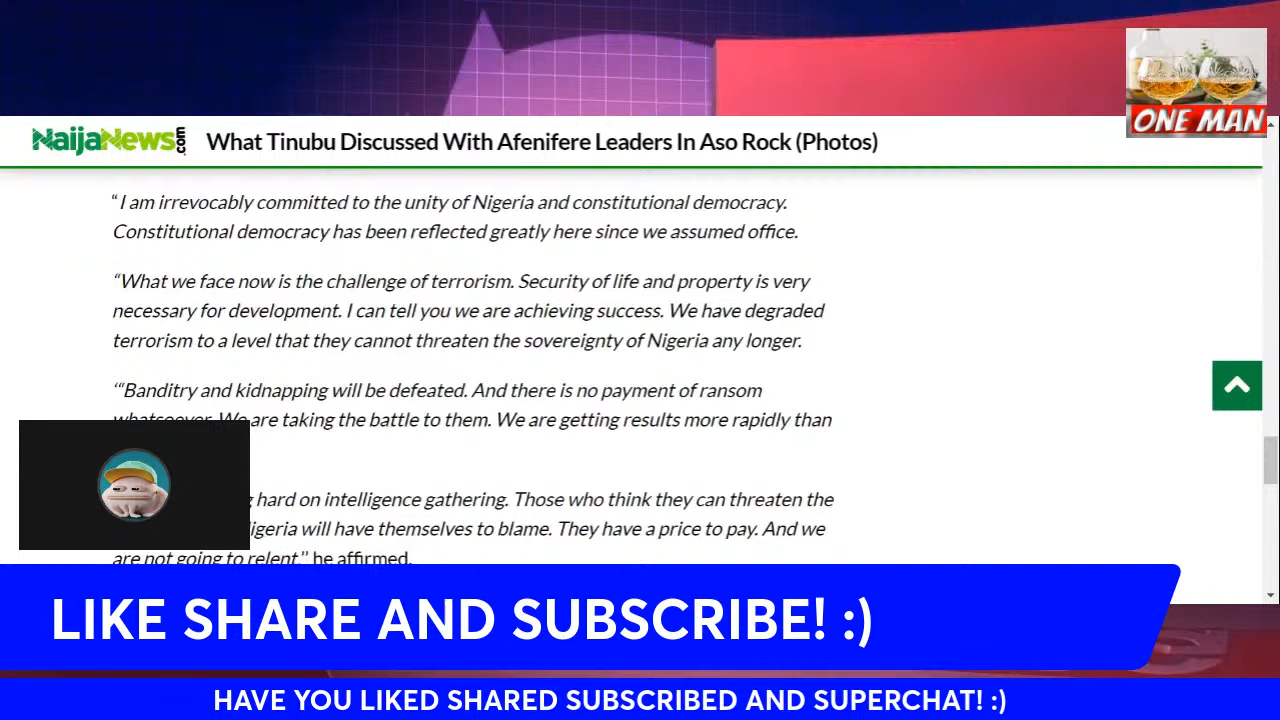 ONE MAN
NaijaNews.com
What Tinubu Discussed With Afenifere Leaders In Aso Rock (Photos)
“I am irrevocably committed to the unity of Nigeria and constitutional democracy.
Constitutional democracy has been reflected greatly here since we assumed office.
“What we face now is the challenge of terrorism. Security of life and property is very
necessary for development. I can tell you we are achieving success. We have degraded
terrorism to a level that they cannot threaten the sovereignty of Nigeria any longer.
‘“Banditry and kidnapping will be defeated. And there is no payment of ransom
whatsoever. We are taking the battle to them. We are getting results more rapidly than
hard on intelligence gathering. Those who think they can threaten the
will have themselves to blame. They have a price to pay. And we
are not going to relent,’’ he affirmed.
LIKE SHARE AND SUBSCRIBE! :)
HAVE YOU LIKED SHARED SUBSCRIBED AND SUPERCHAT! :)